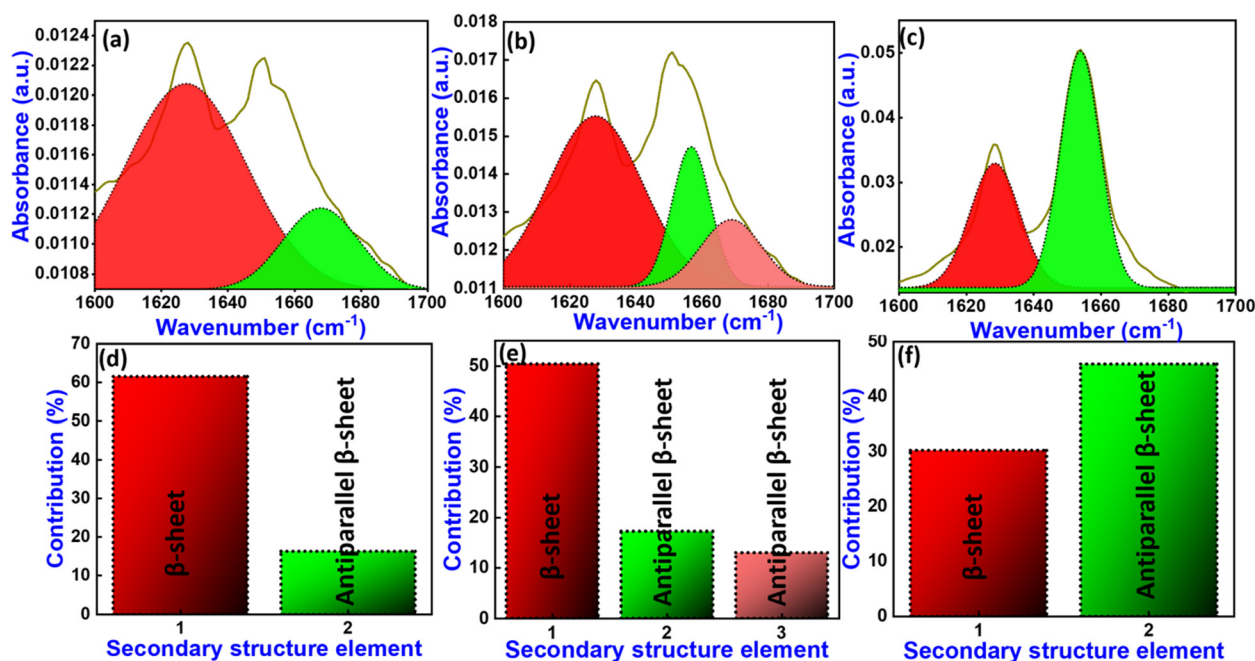 (a)
Absorbance (a.u.)
0.0124
0.0122
0.0120
0.0118
0.0116
0.0114
0.0112
0.0110
0.0108
1600 1620 1640 1660 1680 1700
Wavenumber (cm⁻¹)
(b)
Absorbance (a.u.)
0.018
0.017
0.016
0.015
0.014
0.013
0.012
0.011
1600 1620 1640 1660 1680 1700
Wavenumber (cm⁻¹)
(c)
Absorbance (a.u.)
0.05
0.04
0.03
0.02
1600 1620 1640 1660 1680 1700
Wavenumber (cm⁻¹)
(d)
Contribution (%)
70
60
50
40
30
20
10
0
β-sheet
Antiparallel β-sheet
1 2
Secondary structure element
(e)
Contribution (%)
50
40
30
20
10
0
β-sheet
Antiparallel β-sheet
Antiparallel β-sheet
1 2 3
Secondary structure element
(f)
Contribution (%)
50
40
30
20
10
0
β-sheet
Antiparallel β-sheet
1 2
Secondary structure element